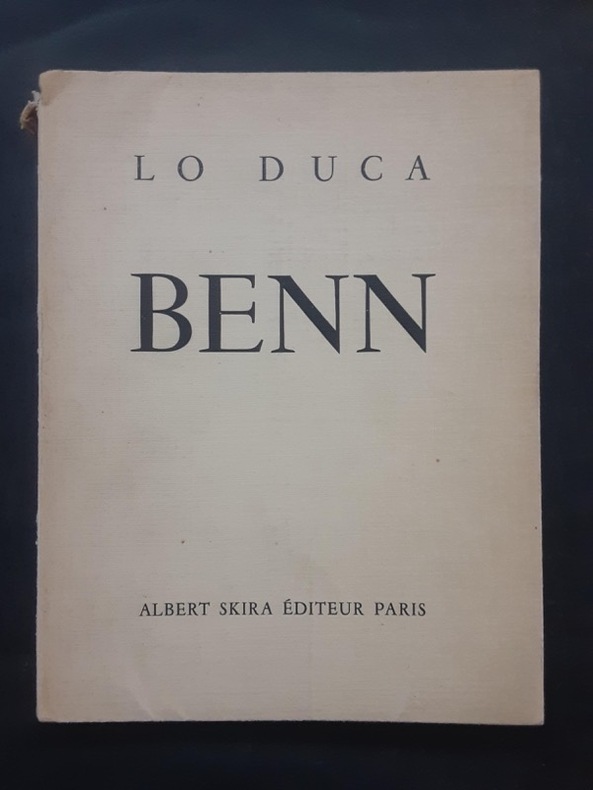 LO DUCA
BENN
ALBERT SKIRA ÉDITEUR PARIS